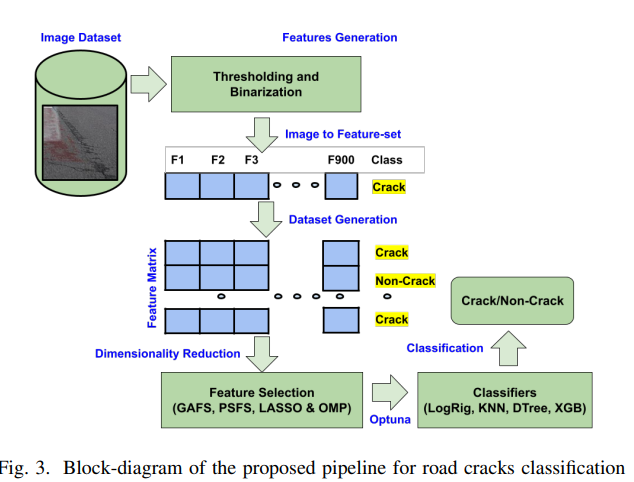 Image Dataset
Features Generation
Thresholding and
Binarization
Image to Feature-set
F1 F2 F3 F900 Class
Crack
Dataset Generation
Feature Matrix
Crack
Non-Crack
Crack
Dimensionality Reduction
Feature Selection
(GAFS, PSFS, LASSO & OMP)
Optuna
Classifiers
(LogRig, KNN, DTree, XGB)
Classification
Crack/Non-Crack
Fig. 3. Block-diagram of the proposed pipeline for road cracks classification